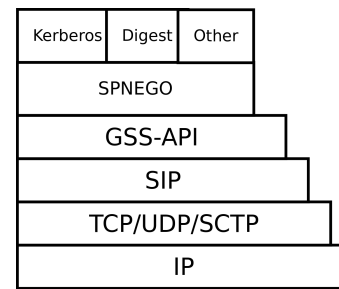 Kerberos Digest Other
SPNEGO
GSS-API
SIP
TCP/UDP/SCTP
IP